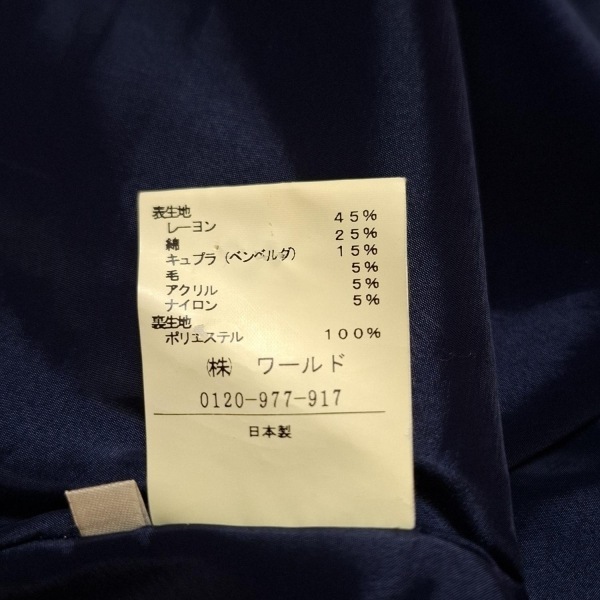 表生地
レーヨン ４５％
綿 ２５％
キュプラ（ベンベルグ） １５％
毛 ５％
アクリル ５％
ナイロン ５％
裏生地
ポリエステル １００％
㈱ ワールド
0120-977-917
日本製